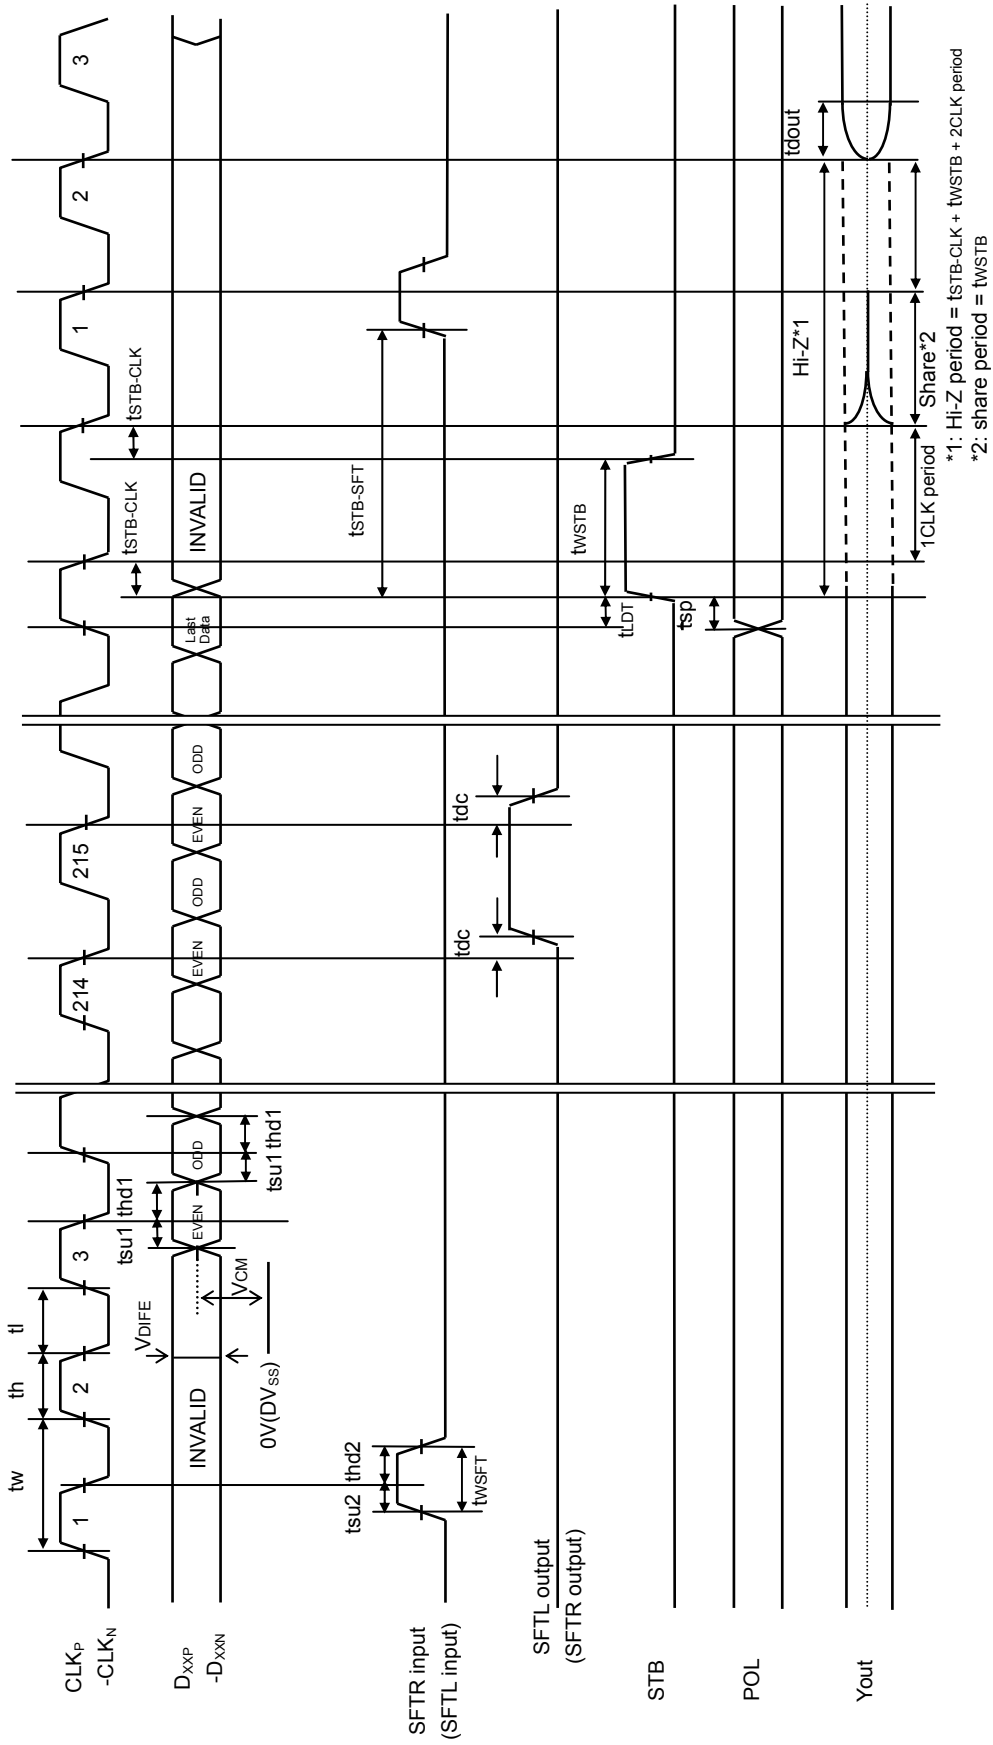 tw
th
tl
CLKP
-CLKN
1
2
3
214
215
1
2
3
tSTB-CLK
tSTB-CLK
VDIFE
tsu1 thd1
DXXP
-DXXN
INVALID
EVEN
ODD
EVEN
ODD
EVEN
ODD
Last
Data
INVALID
VCM
0V(DVSS)
tsu1 thd1
tsu2 thd2
SFTR input
(SFTL input)
tWSFT
tSTB-SFT
tdc
tdc
SFTL output
(SFTR output)
tWSTB
tLDT
STB
tsp
POL
tdout
Hi-Z*1
Yout
1CLK period
Share*2
*1: Hi-Z period = tSTB-CLK + tWSTB + 2CLK period
*2: share period = tWSTB